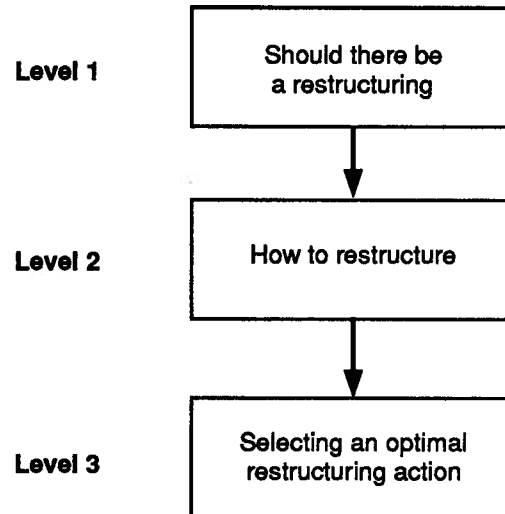 Level 1
Should there be
a restructuring
Level 2
How to restructure
Level 3
Selecting an optimal
restructuring action